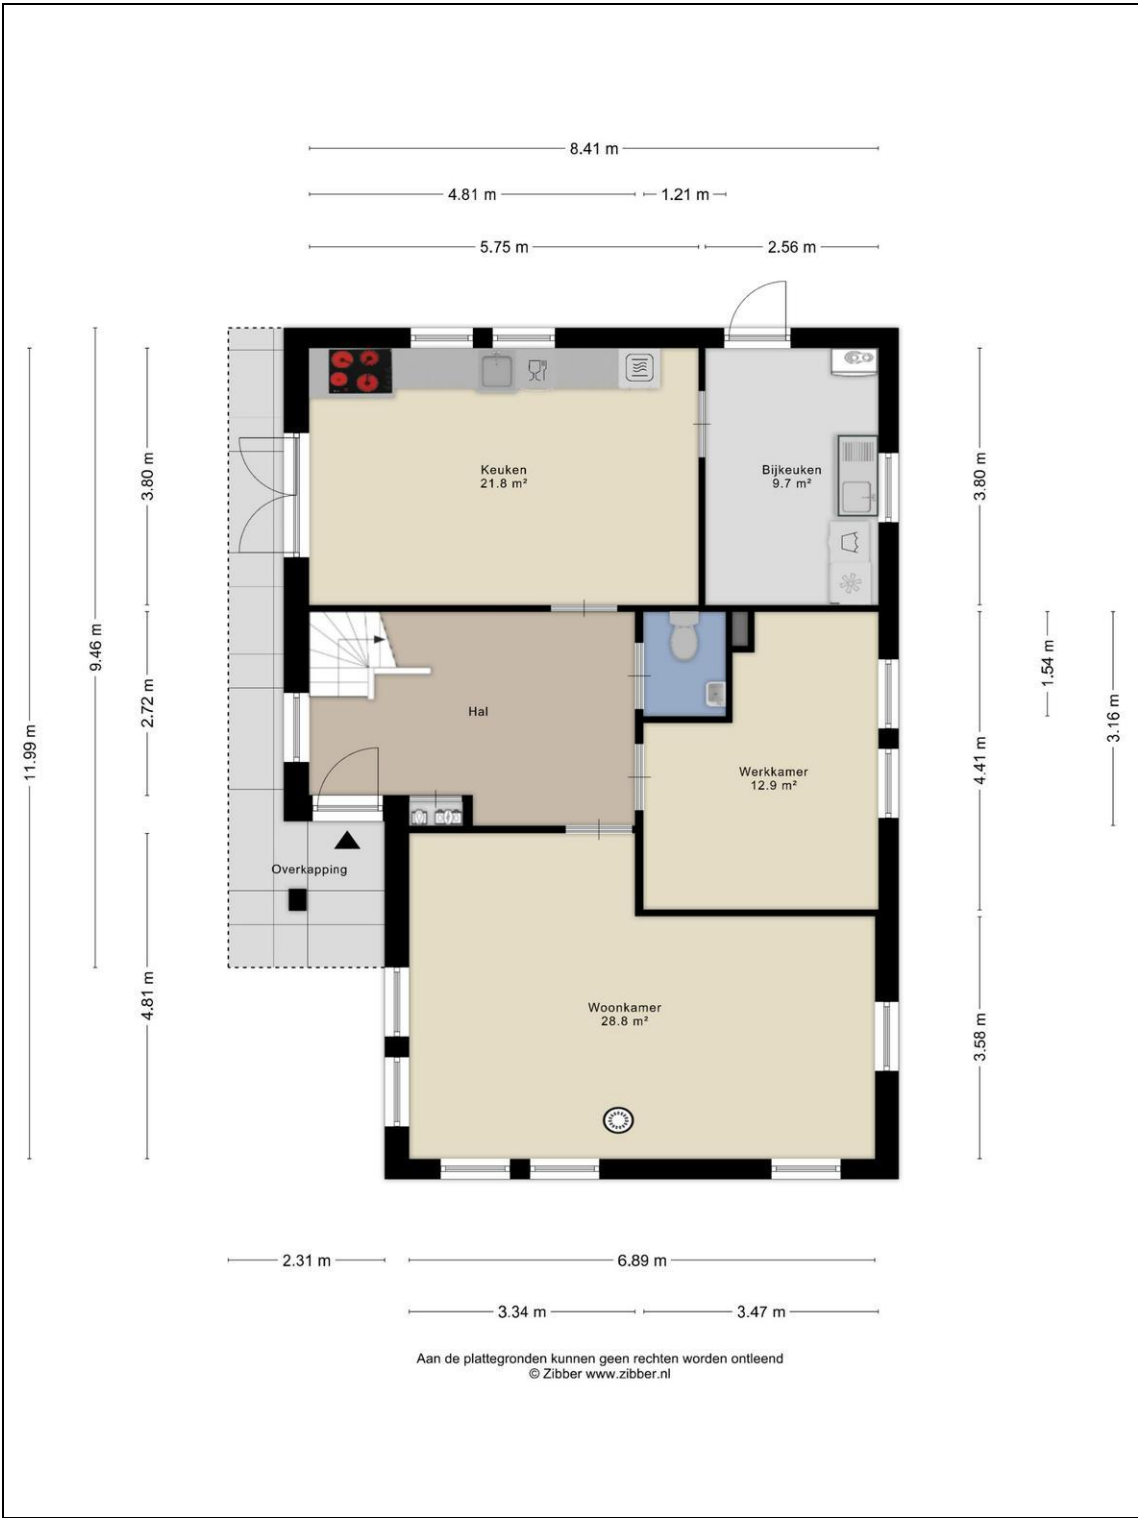 8.41 m
4.81 m
1.21 m
5.75 m
2.56 m
3.80 m
9.46 m
2.72 m
11.99 m
4.81 m
Keuken
21.8 m²
Bijkeuken
9.7 m²
Hal
Werkkamer
12.9 m²
Overkapping
Woonkamer
28.8 m²
3.80 m
1.54 m
3.16 m
4.41 m
3.58 m
2.31 m
6.89 m
3.34 m
3.47 m
Aan de plattegronden kunnen geen rechten worden ontleend
© Zibber www.zibber.nl